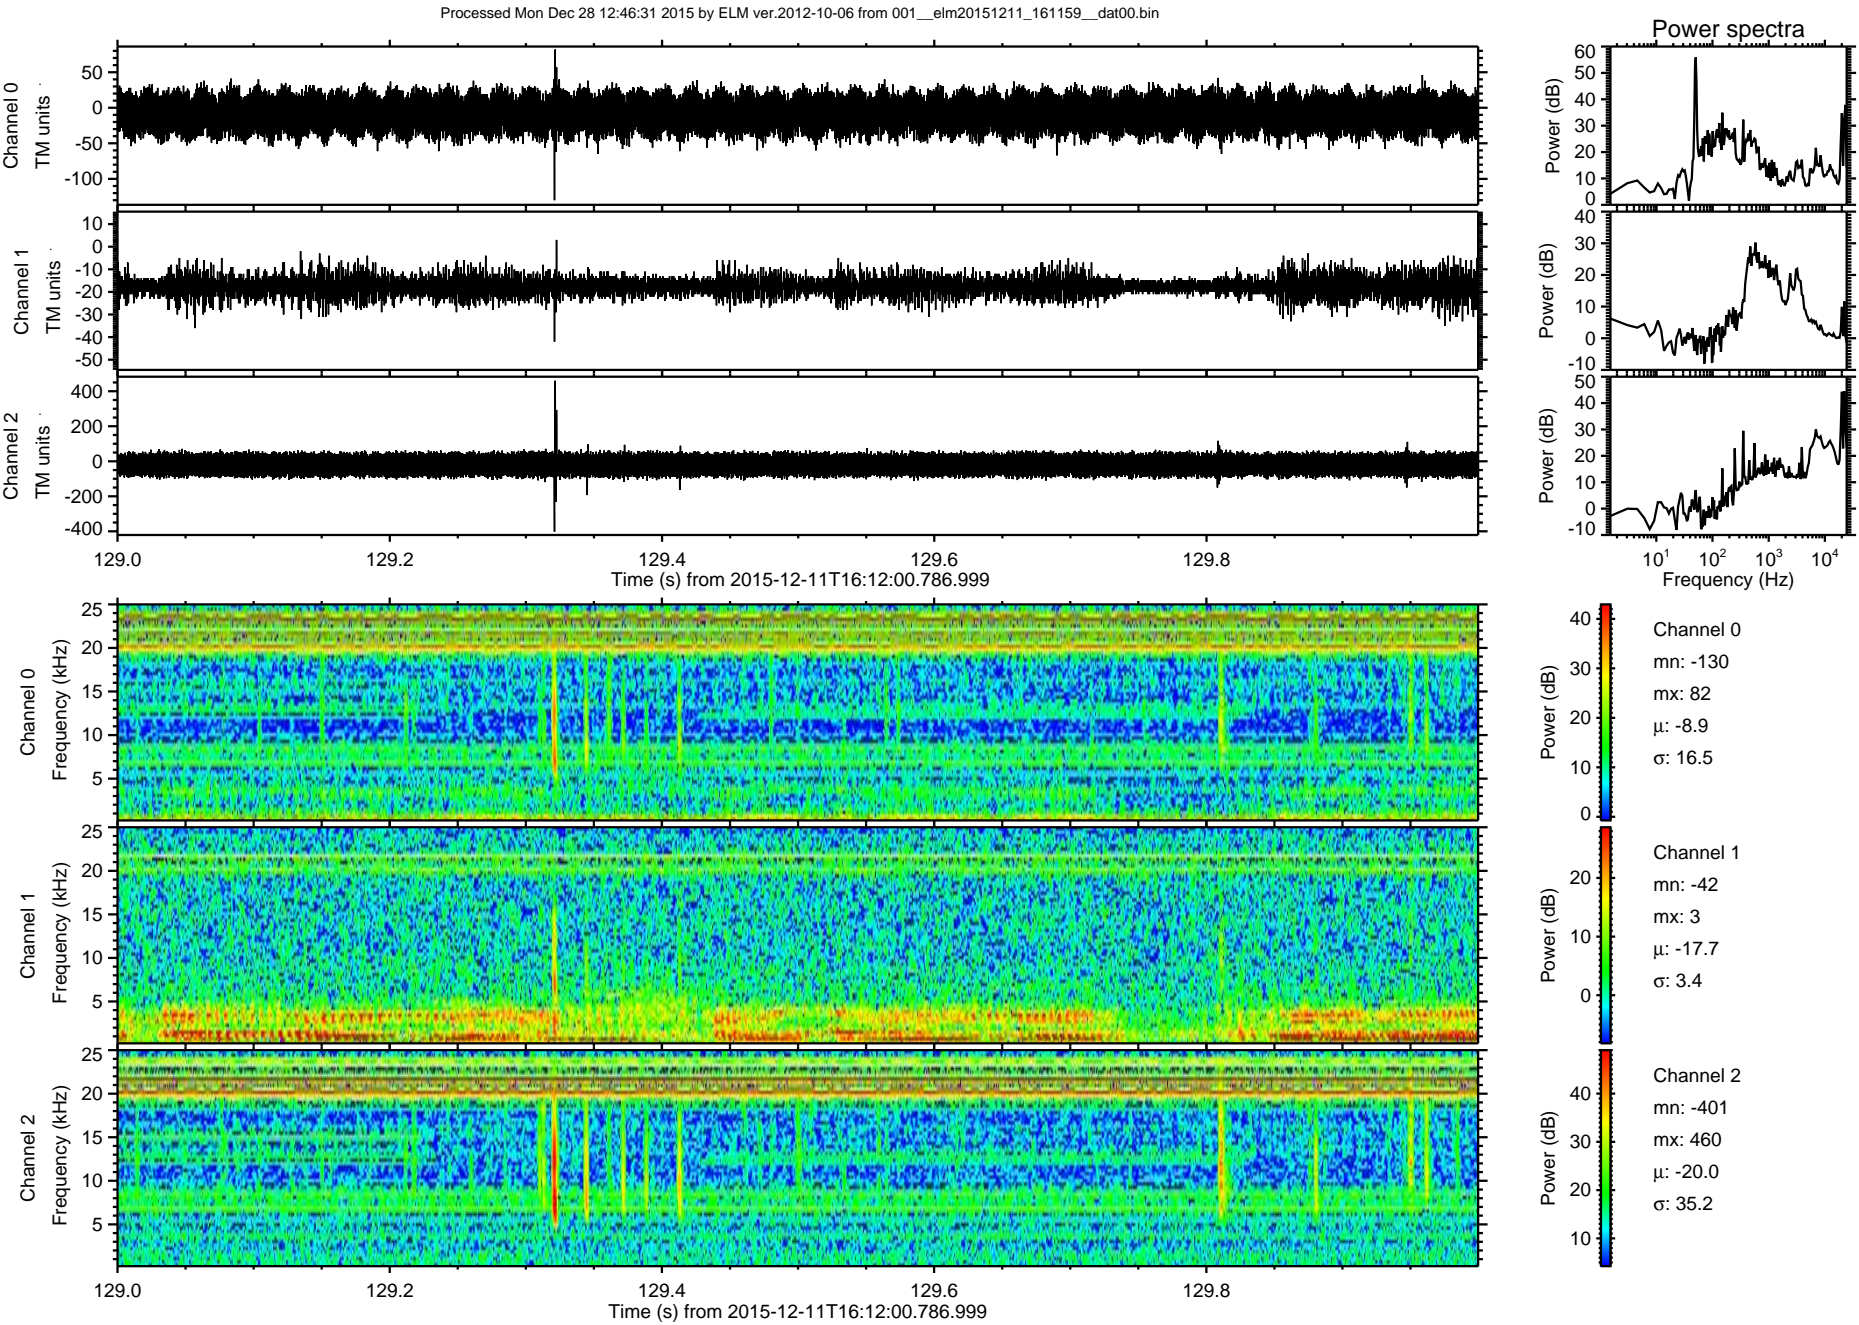 Processed Mon Dec 28 12:46:31 2015 by ELM ver.2012-10-06 from 001__elm20151211_161159__dat00.bin
Power spectra
Channel 0
TM units
50
0
-50
-100
Power (dB)
60
50
40
30
20
10
0
Channel 1
TM units
10
0
-10
-20
-30
-40
-50
Power (dB)
40
30
20
10
0
-10
Channel 2
TM units
400
200
0
-200
-400
Power (dB)
50
40
30
20
10
0
-10
129.0 129.2 129.4 129.6 129.8
Time (s) from 2015-12-11T16:12:00.786.999
10^1 10^2 10^3 10^4
Frequency (Hz)
Channel 0
Frequency (kHz)
25
20
15
10
5
Power (dB)
40
30
20
10
0
Channel 0
mn: -130
mx: 82
μ: -8.9
σ: 16.5
Channel 1
Frequency (kHz)
25
20
15
10
5
Power (dB)
20
10
0
Channel 1
mn: -42
mx: 3
μ: -17.7
σ: 3.4
Channel 2
Frequency (kHz)
25
20
15
10
5
Power (dB)
40
30
20
10
Channel 2
mn: -401
mx: 460
μ: -20.0
σ: 35.2
129.0 129.2 129.4 129.6 129.8
Time (s) from 2015-12-11T16:12:00.786.999